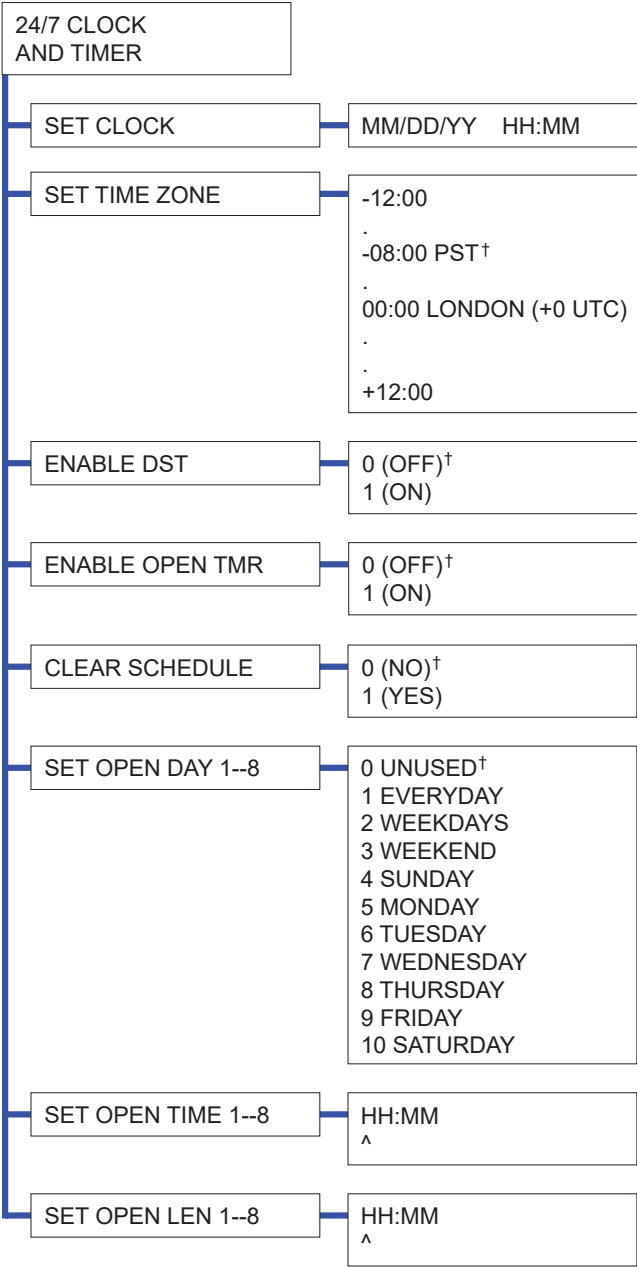 24/7 CLOCK
AND TIMER
SET CLOCK
MM/DD/YY HH:MM
SET TIME ZONE
-12:00
.
-08:00 PST†
.
00:00 LONDON (+0 UTC)
.
.
+12:00
ENABLE DST
0 (OFF)†
1 (ON)
ENABLE OPEN TMR
0 (OFF)†
1 (ON)
CLEAR SCHEDULE
0 (NO)†
1 (YES)
SET OPEN DAY 1--8
0 UNUSED†
1 EVERYDAY
2 WEEKDAYS
3 WEEKEND
4 SUNDAY
5 MONDAY
6 TUESDAY
7 WEDNESDAY
8 THURSDAY
9 FRIDAY
10 SATURDAY
SET OPEN TIME 1--8
HH:MM
^
SET OPEN LEN 1--8
HH:MM
^